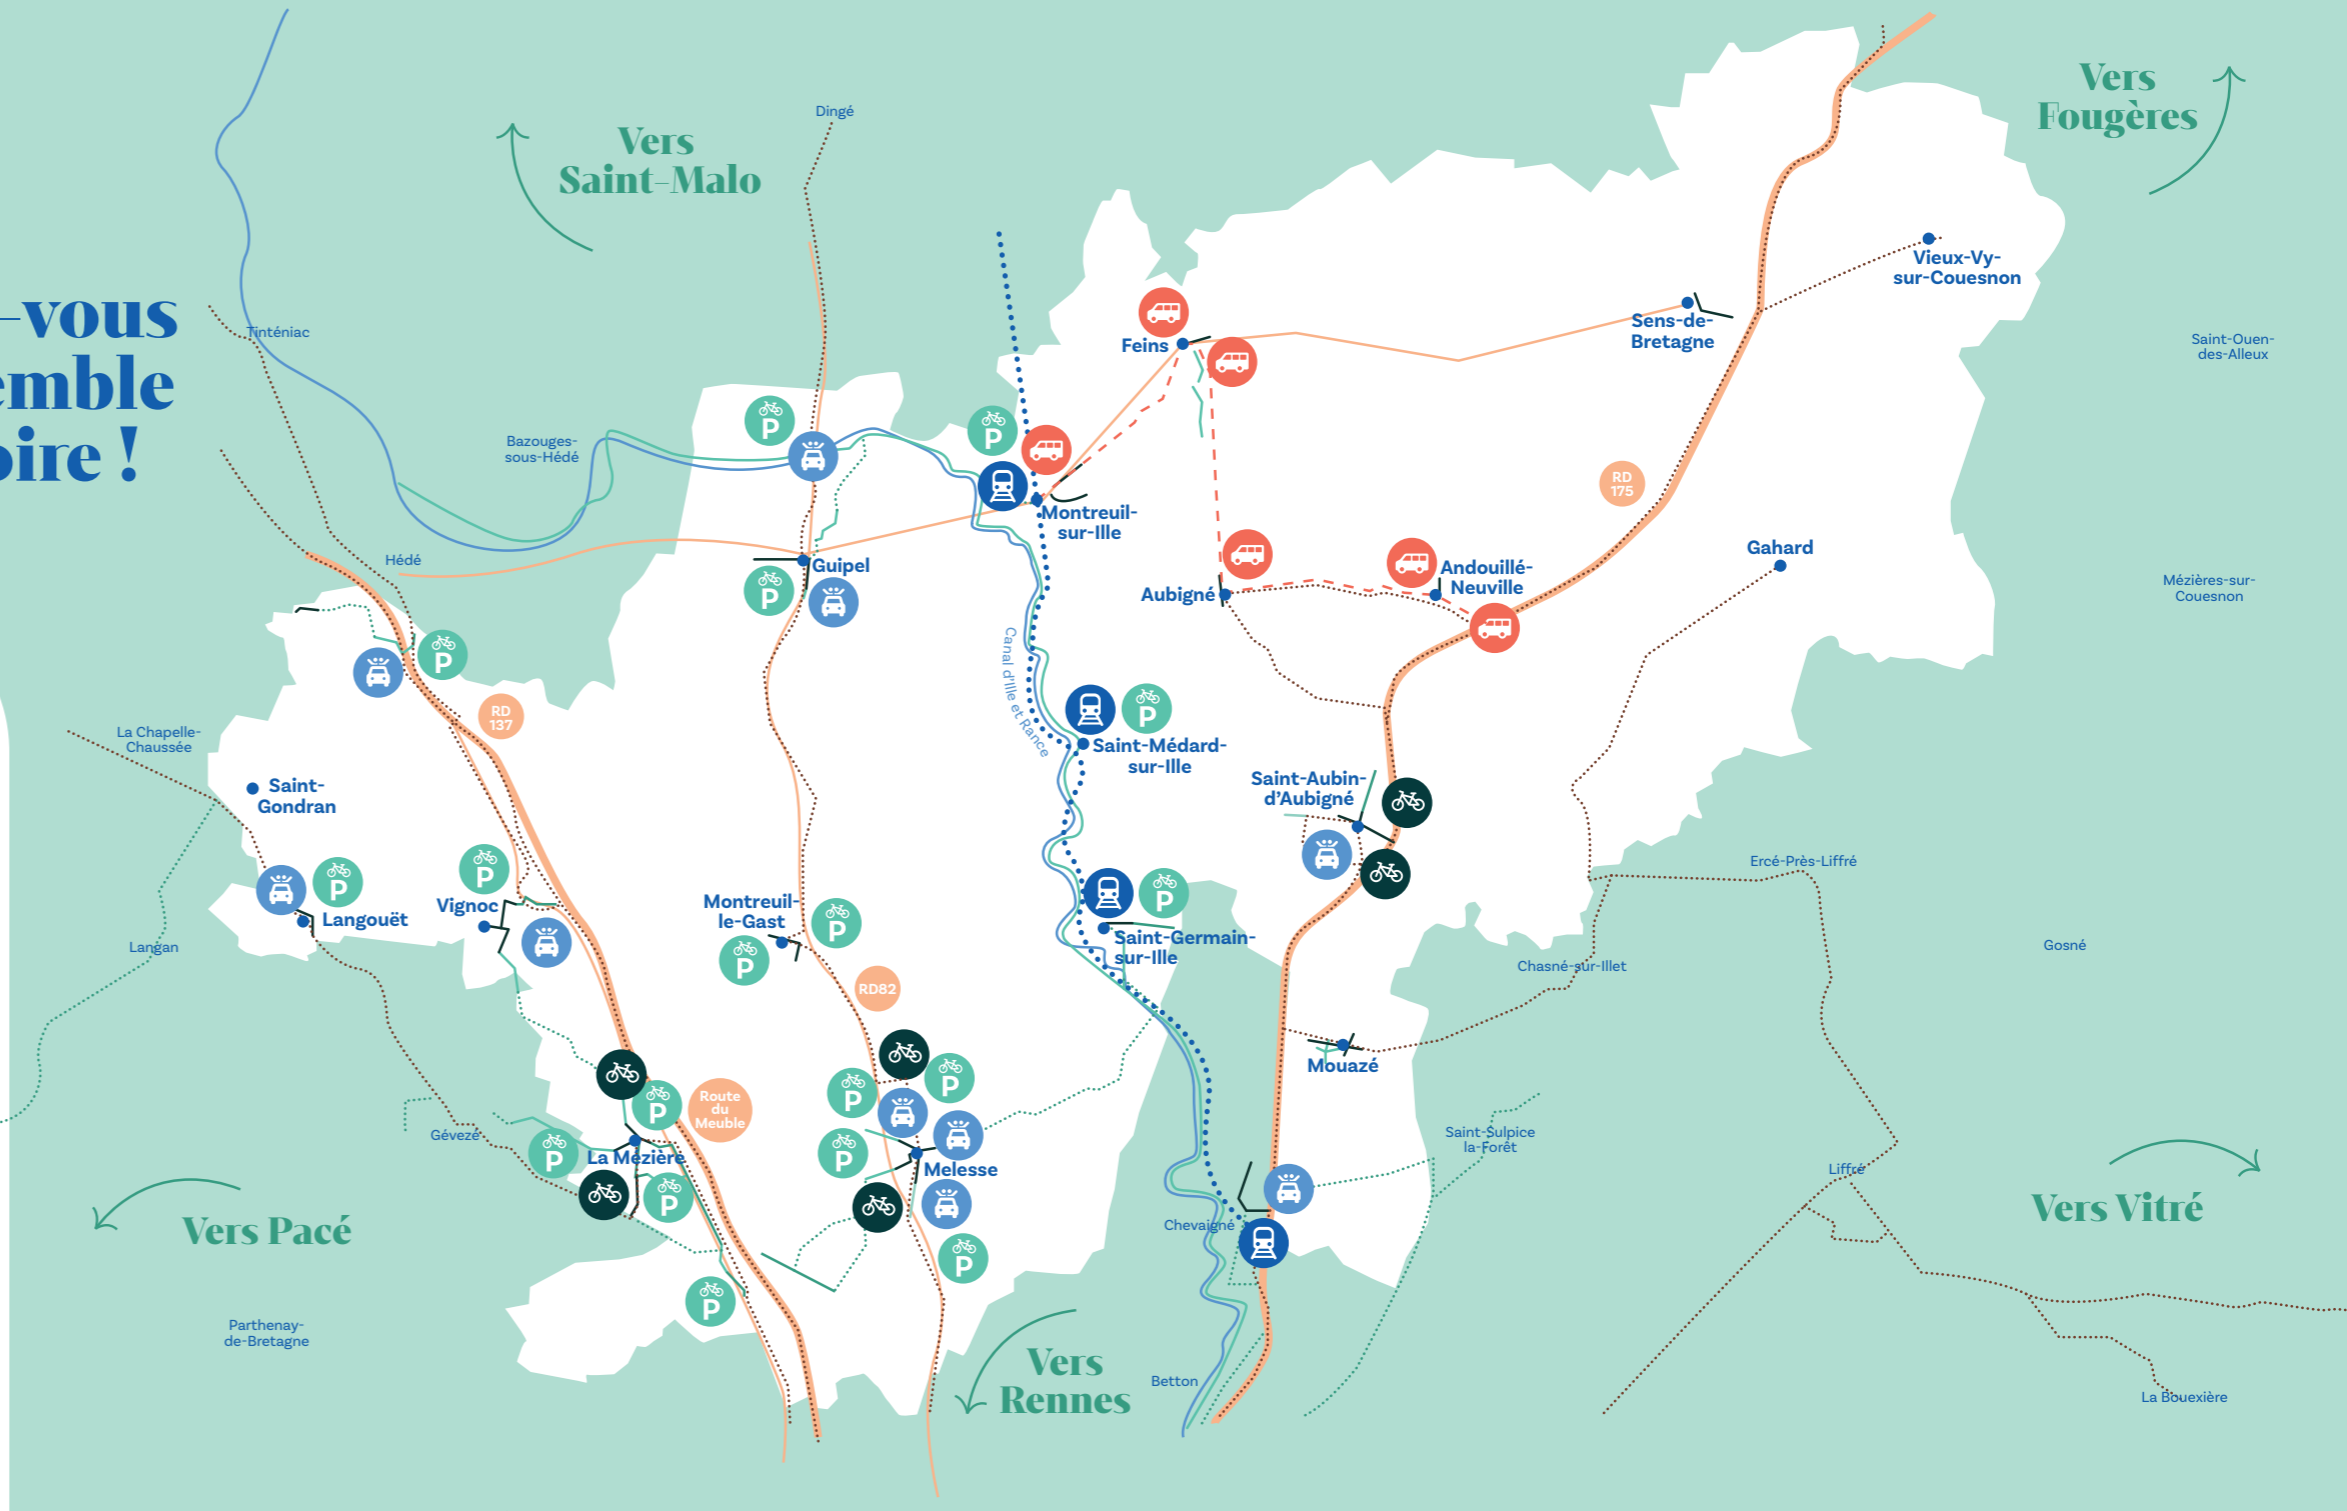 –vous
emble
oire !
Vers
Saint–Malo
Dingé
Vers
Fougères
Tinténiac
Bazouges-
sous-Hédé
Hédé
Feins
Sens-de-
Bretagne
Vieux-Vy-
sur-Couesnon
Saint-Ouen-
des-Alleux
P
P
Montreuil-
sur-Ille
RD
175
Guipel
P
Aubigné
Andouillé-
Neuville
Gahard
Mézières-sur-
Couesnon
Canal d'Ille et Rance
P
RD
137
La Chapelle-
Chaussée
Saint-
Gondran
P
Saint-Médard-
sur-Ille
Saint-Aubin-
d'Aubigné
P
Langouët
P
Vignoc
Langan
Montreuil-
le-Gast
P
P
RD82
P
Saint-Germain-
sur-Ille
Ercé-Près-Liffré
Gosné
Chasné-sur-Illet
Mouazé
P
Route
du
Meuble
P
P
Gévezé
P
La Mézière
P
P
Melesse
Saint-Sulpice
la-Forêt
Liffré
Vers Pacé
Vers Vitré
Chevaigné
P
P
Parthenay-
de-Bretagne
Vers
Rennes
Betton
La Bouexière